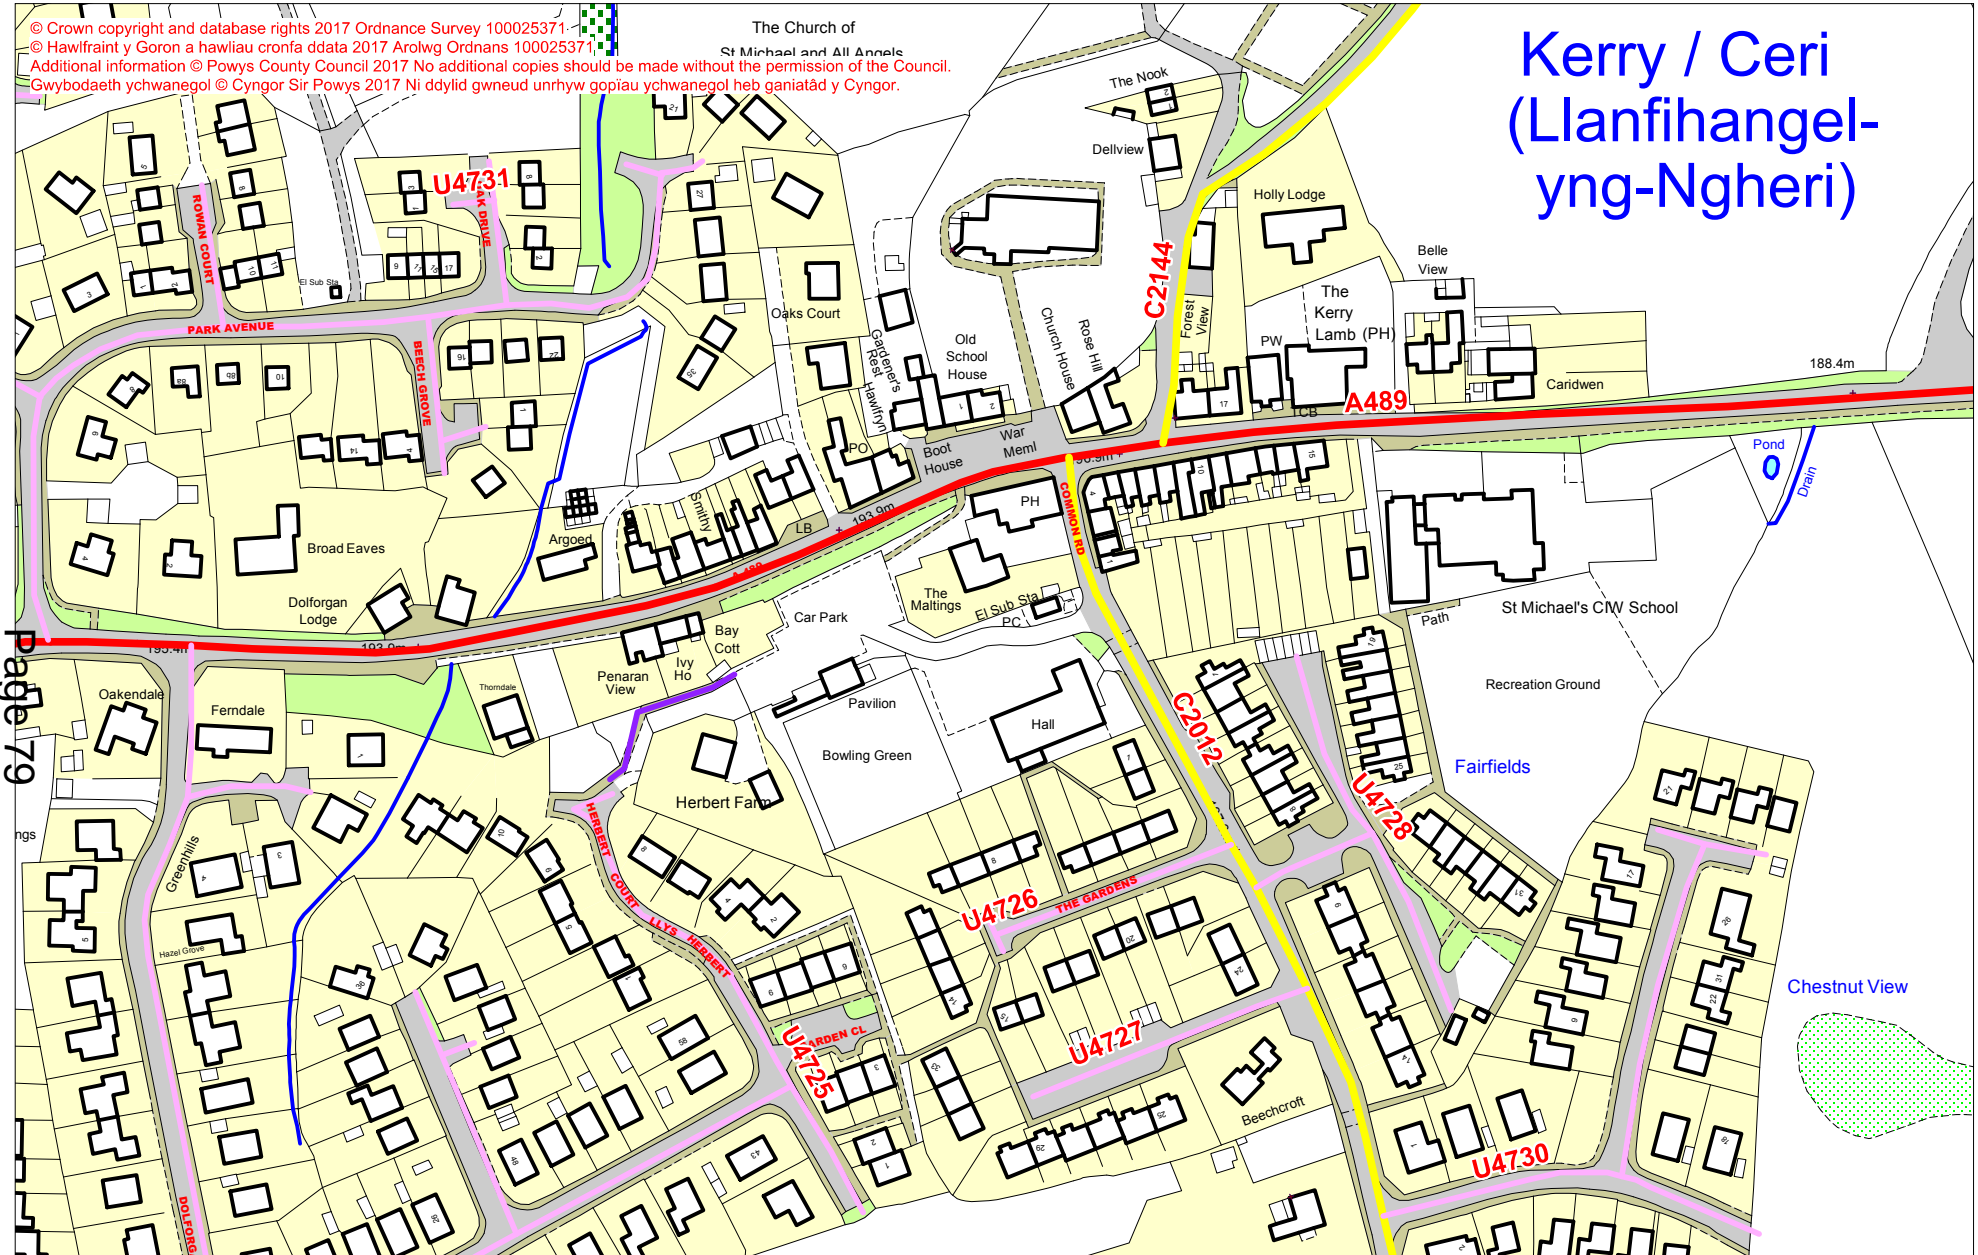 © Crown copyright and database rights 2017 Ordnance Survey 100025371
© Hawlfraint y Goron a hawliau cronfa ddata 2017 Arolwg Ordnans 100025371
Additional information © Powys County Council 2017 No additional copies should be made without the permission of the Council.
Gwybodaeth ychwanegol © Cyngor Sir Powys 2017 Ni ddylid gwneud unrhyw gopïau ychwanegol heb ganiatâd y Cyngor.
Kerry / Ceri
(Llanfihangel-
yng-Ngheri)
The Church of
St Michael and All Angels
The Nook
Dellview
Holly Lodge
Belle
View
The
Kerry
Lamb (PH)
PW
TCB
Caridwen
188.4m
A489
C2144
Forest
View
Rose Hill
Church House
Old
School
House
Gardener's
Rest
Hawlfryn
Oaks Court
U4731
ROWAN COURT
El Sub Sta
PARK AVENUE
BEECH GROVE
PO
Boot
House
War
Meml
PH
COMMON RD
Smithy
LB
193.9m
Argoed
Broad Eaves
Dolforgan
Lodge
The
Maltings
El Sub Sta
PC
Car Park
Bay
Cott
Ivy
Ho
Penaran
View
Thorndale
Pavilion
Bowling Green
Hall
Herbert Farm
Oakendale
Ferndale
Greenhills
Hazel Grove
Page 79
Pond
Drain
St Michael's CIW School
Path
Recreation Ground
Fairfields
Chestnut View
C2012
U4728
U4726
THE GARDENS
U4727
U4725
U4730
Beechcroft
HERBERT
COURT
LLYS HERBERT